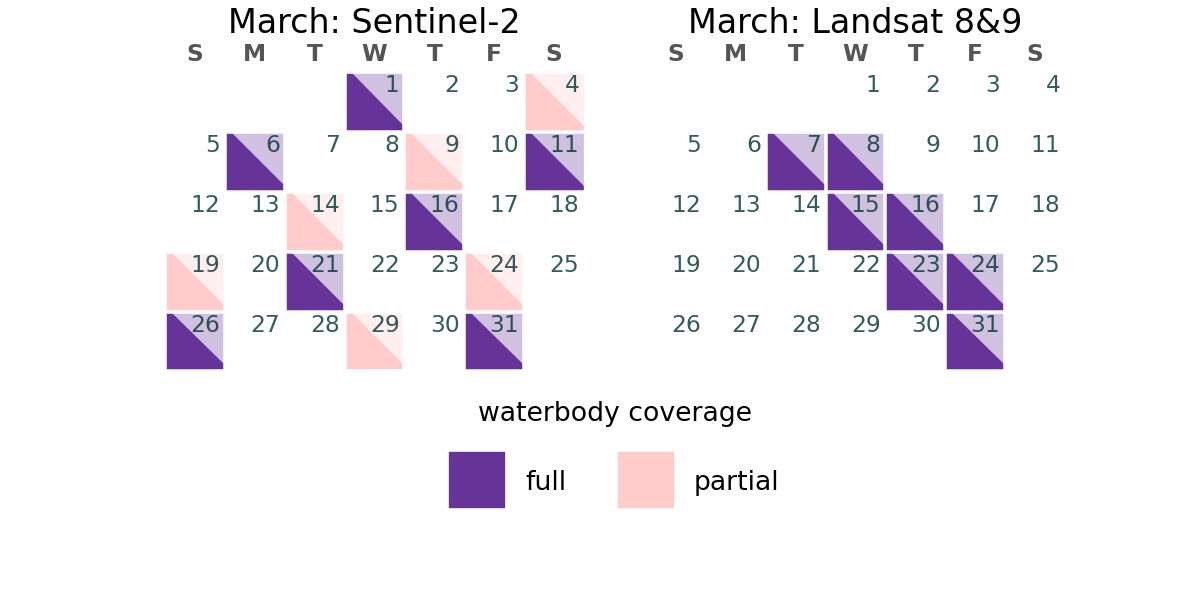 March: Sentinel-2
S M T W T F S
1 2 3 4
5 6 7 8 9 10 11
12 13 14 15 16 17 18
19 20 21 22 23 24 25
26 27 28 29 30 31
March: Landsat 8&9
S M T W T F S
1 2 3 4
5 6 7 8 9 10 11
12 13 14 15 16 17 18
19 20 21 22 23 24 25
26 27 28 29 30 31
waterbody coverage
full
partial